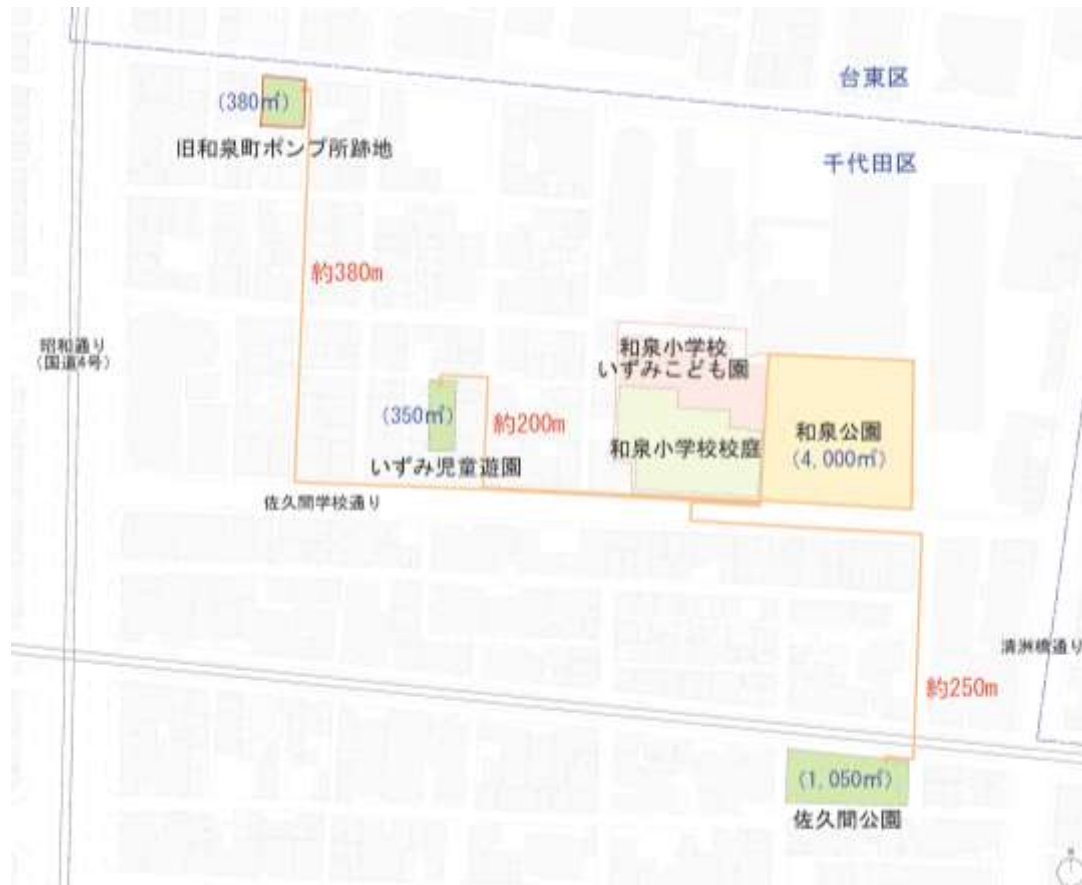 台東区
(380㎡)
旧和泉町ポンプ所跡地
千代田区
約380m
昭和通り
(国道4号)
和泉小学校
いずみこども園
(350㎡)
約200m
和泉小学校校庭
和泉公園
(4,000㎡)
いずみ児童遊園
佐久間学校通り
清洲橋通り
約250m
(1,050㎡)
佐久間公園